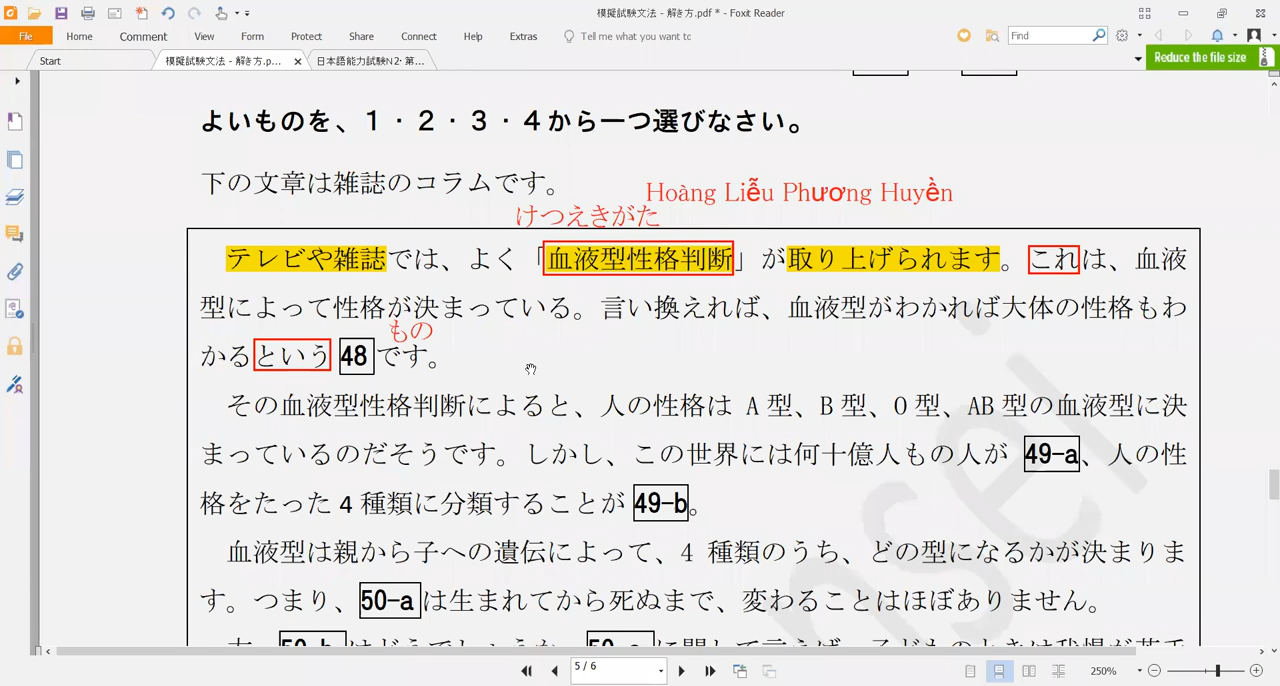 模擬試験文法 - 解き方.pdf * - Foxit Reader
File Home Comment View Form Protect Share Connect Help Extras Tell me what you want to Find
Start 模擬試験文法 - 解き方.p... 日本語能力試験N2· 第... Reduce the file size
よいものを、1・2・3・4から一つ選びなさい。
下の文章は雑誌のコラムです。
Hoàng Liễu Phương Huyền
けつえきがた
テレビや雑誌では、よく「血液型性格判断」が取り上げられます。これは、血液
型によって性格が決まっている。言い換えれば、血液型がわかれば大体の性格もわ
もの
かるという 48 です。
その血液型性格判断によると、人の性格は A 型、B 型、O 型、AB 型の血液型に決
まっているのだそうです。しかし、この世界には何十億人もの人が 49-a、人の性
格をたった 4 種類に分類することが 49-b。
血液型は親から子への遺伝によって、4 種類のうち、どの型になるかが決まりま
す。つまり、50-a は生まれてから死ぬまで、変わることはほぼありません。
5 / 6
250%